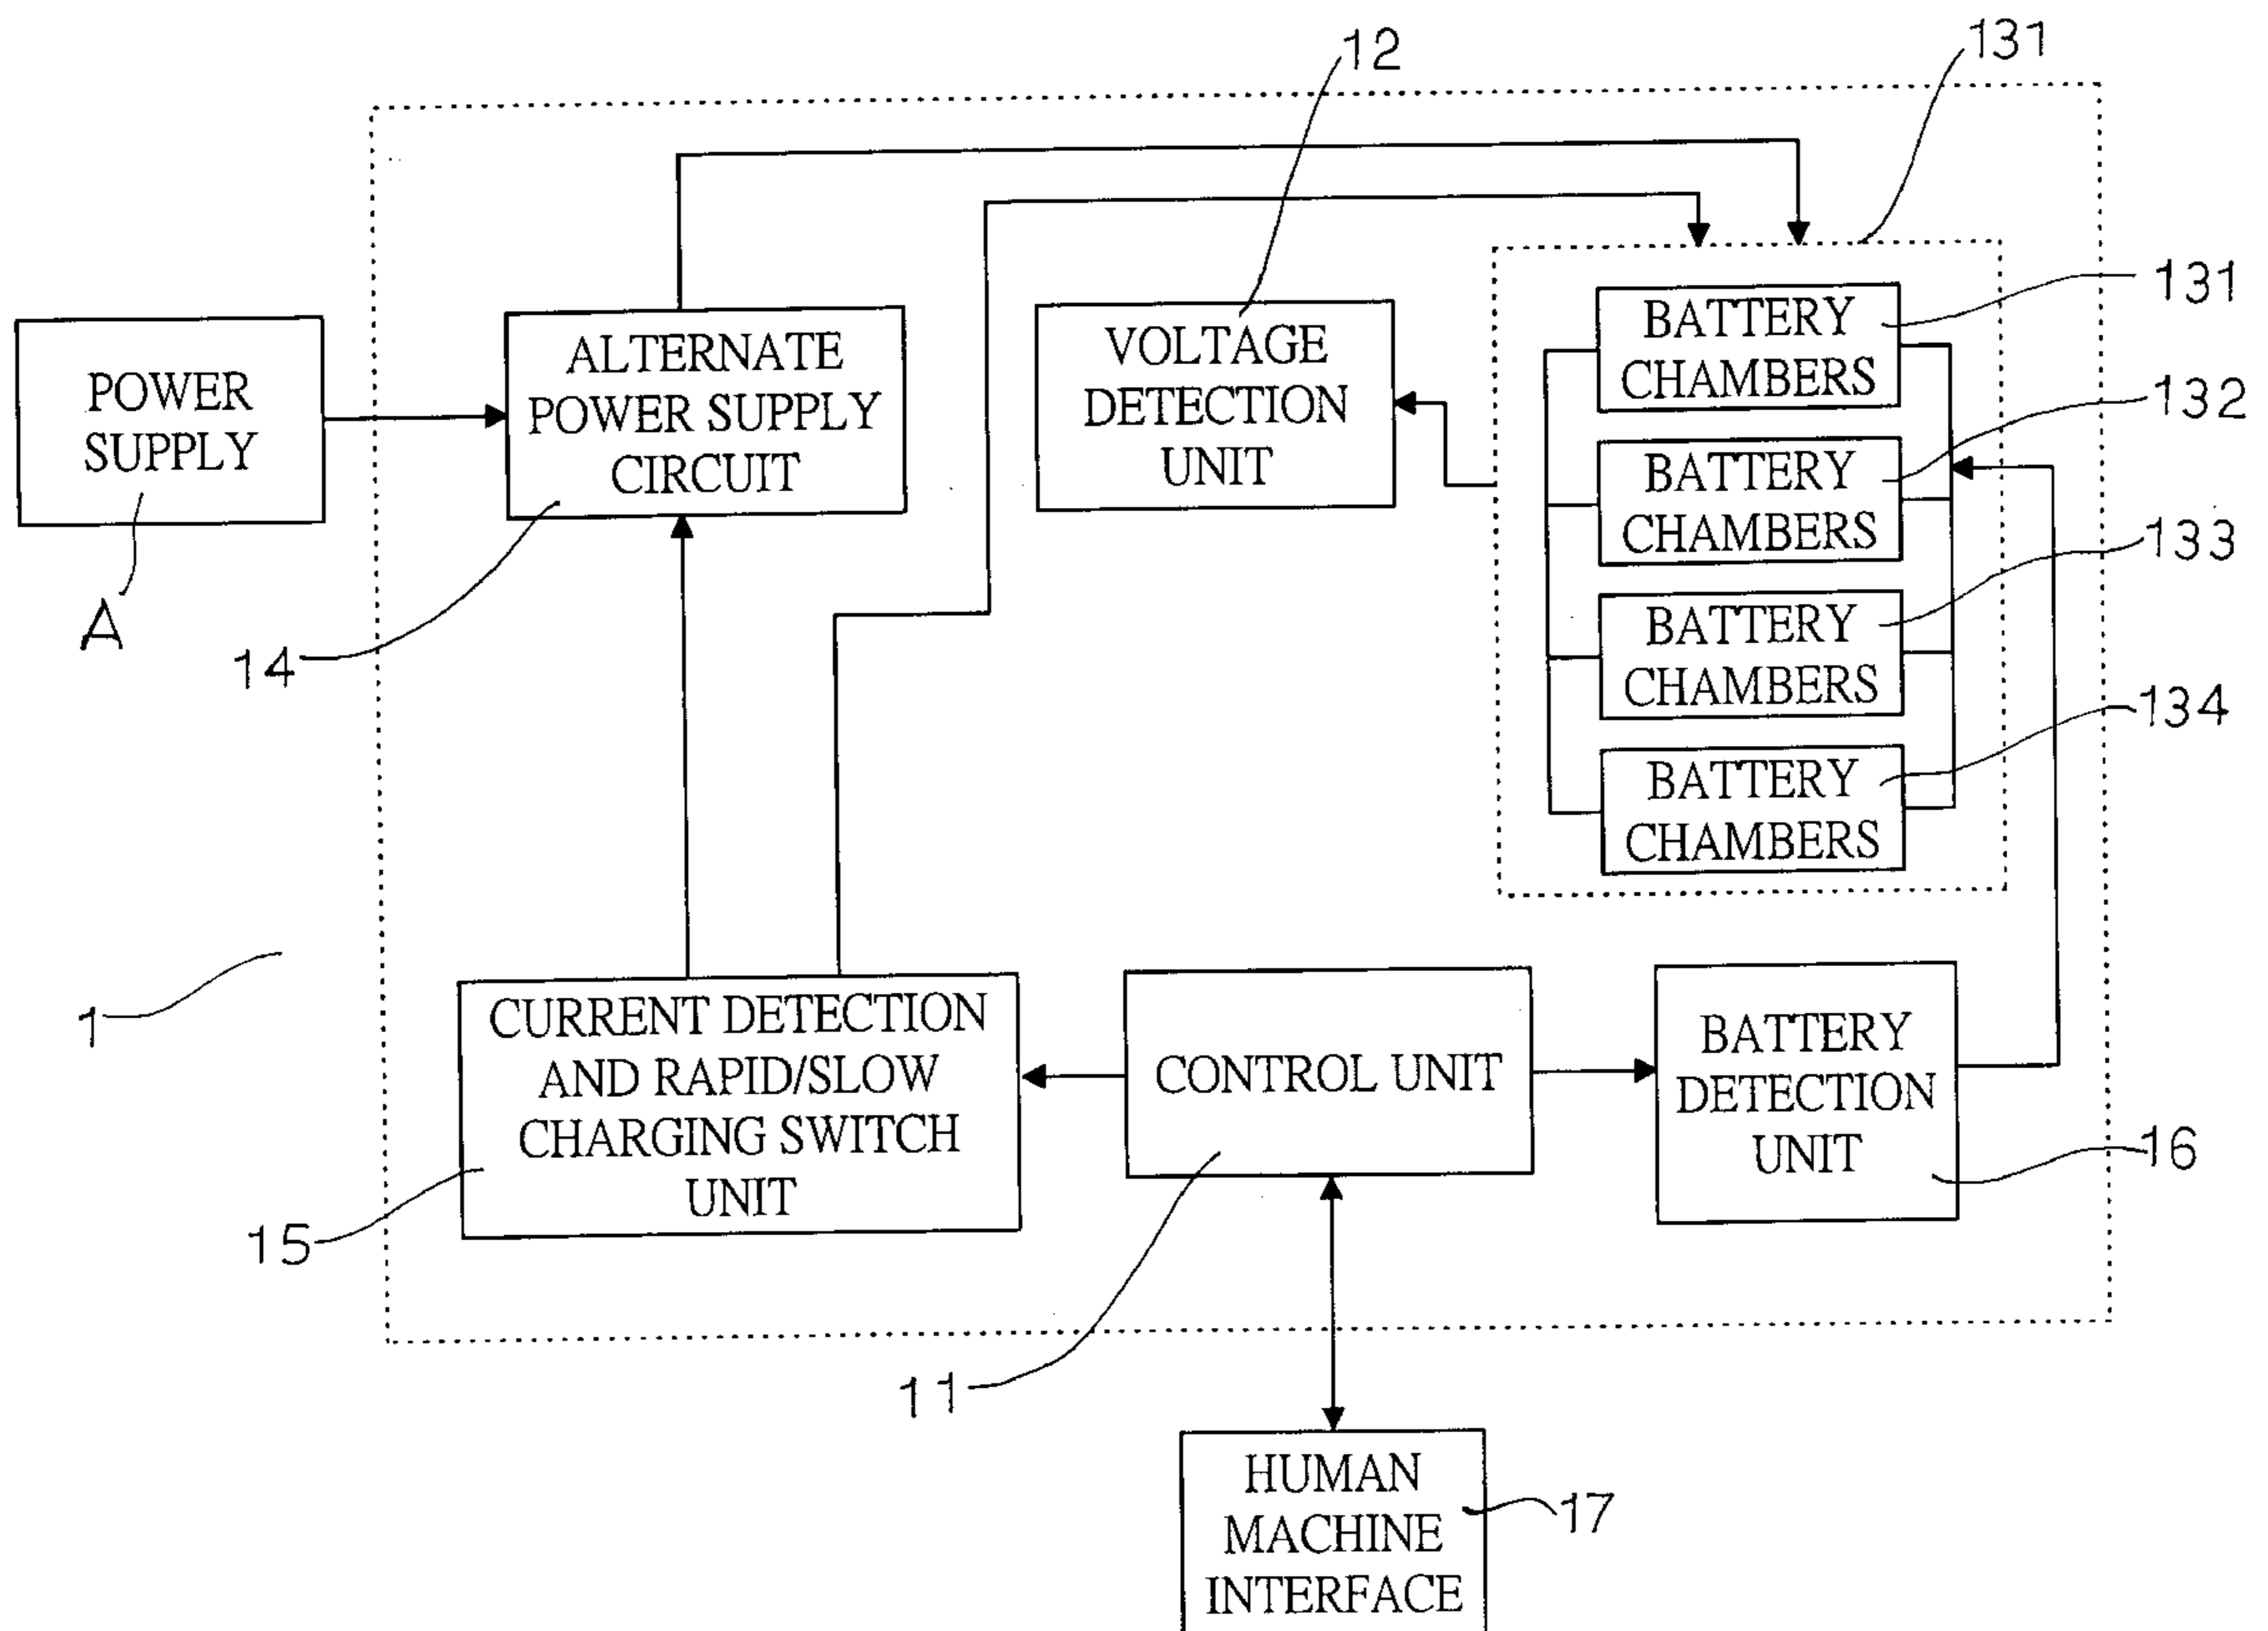 12
131
POWER
SUPPLY
A
ALTERNATE
POWER SUPPLY
CIRCUIT
14
VOLTAGE
DETECTION
UNIT
BATTERY
CHAMBERS
131
BATTERY
CHAMBERS
132
BATTERY
CHAMBERS
133
BATTERY
CHAMBERS
134
1
CURRENT DETECTION
AND RAPID/SLOW
CHARGING SWITCH
UNIT
15
CONTROL UNIT
11
BATTERY
DETECTION
UNIT
16
HUMAN
MACHINE
INTERFACE
17